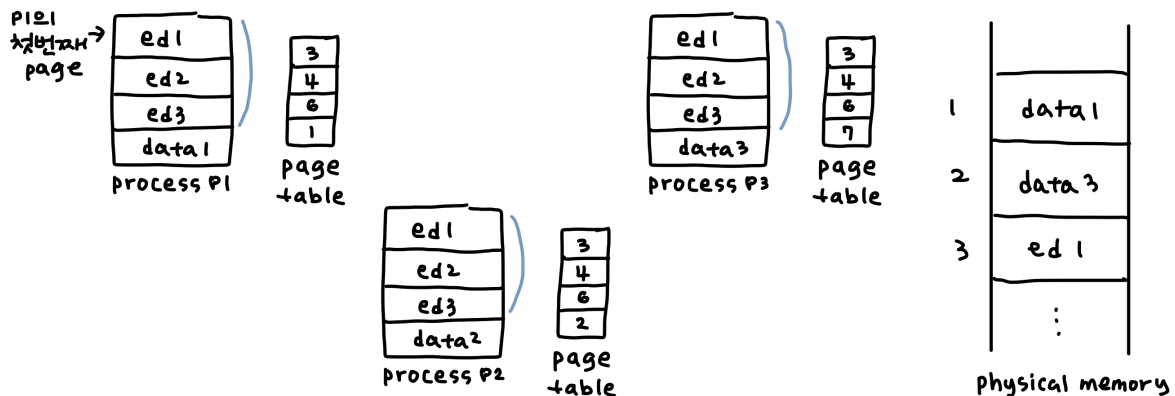 P1의
첫번째
page
ed1
ed2
ed3
data1
process P1
3
4
6
1
page
table
ed1
ed2
ed3
data2
process P2
3
4
6
2
page
table
ed1
ed2
ed3
data3
process P3
3
4
6
7
page
table
1 data1
2 data3
3 ed1
⋮
physical memory